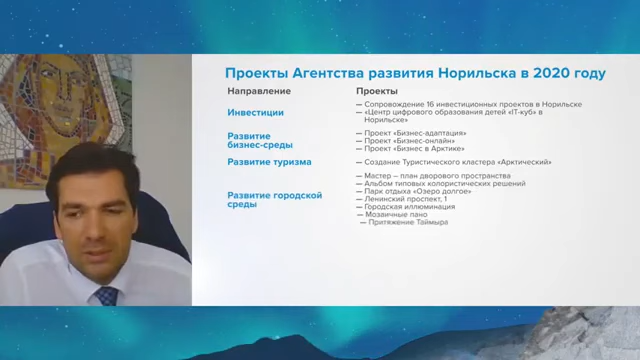 Проекты Агентства развития Норильска в 2020 году
Направление
Проекты
Инвестиции
— Сопровождение 16 инвестиционных проектов в Норильске
— «Центр цифрового образования детей «IT-куб» в
Норильске»
Развитие
бизнес-среды
— Проект «Бизнес-адаптация»
— Проект «Бизнес-онлайн»
— Проект «Бизнес в Арктике»
Развитие туризма
— Создание Туристического кластера «Арктический»
Развитие городской
среды
— Мастер – план дворового пространства
— Альбом типовых колористических решений
— Парк отдыха «Озеро долгое»
— Ленинский проспект, 1
— Городская иллюминация
— Мозвичные пано
— Притяжение Таймыра